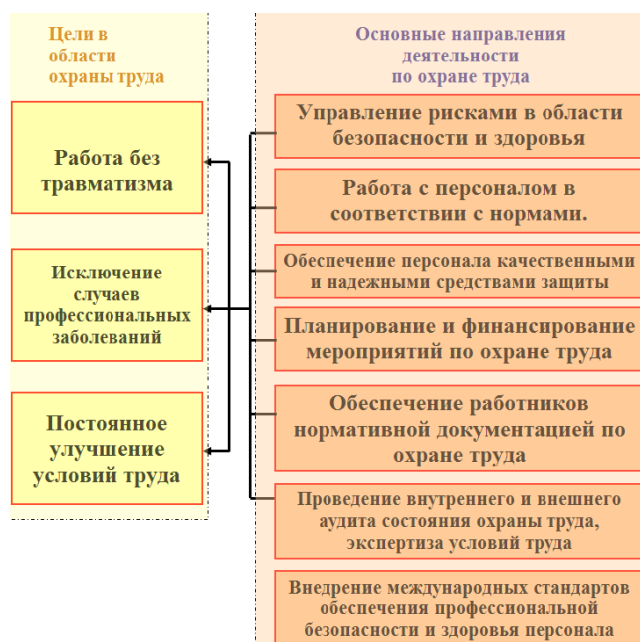 Цели в
области
охраны труда
Работа без
травматизма
Исключение
случаев
профессиональных
заболеваний
Постоянное
улучшение
условий труда
Основные направления
деятельности
по охране труда
Управление рисками в области
безопасности и здоровья
Работа с персоналом в
соответствии с нормами.
Обеспечение персонала качественными
и надежными средствами защиты
Планирование и финансирование
мероприятий по охране труда
Обеспечение работников
нормативной документацией по
охране труда
Проведение внутреннего и внешнего
аудита состояния охраны труда,
экспертиза условий труда
Внедрение международных стандартов
обеспечения профессиональной
безопасности и здоровья персонала